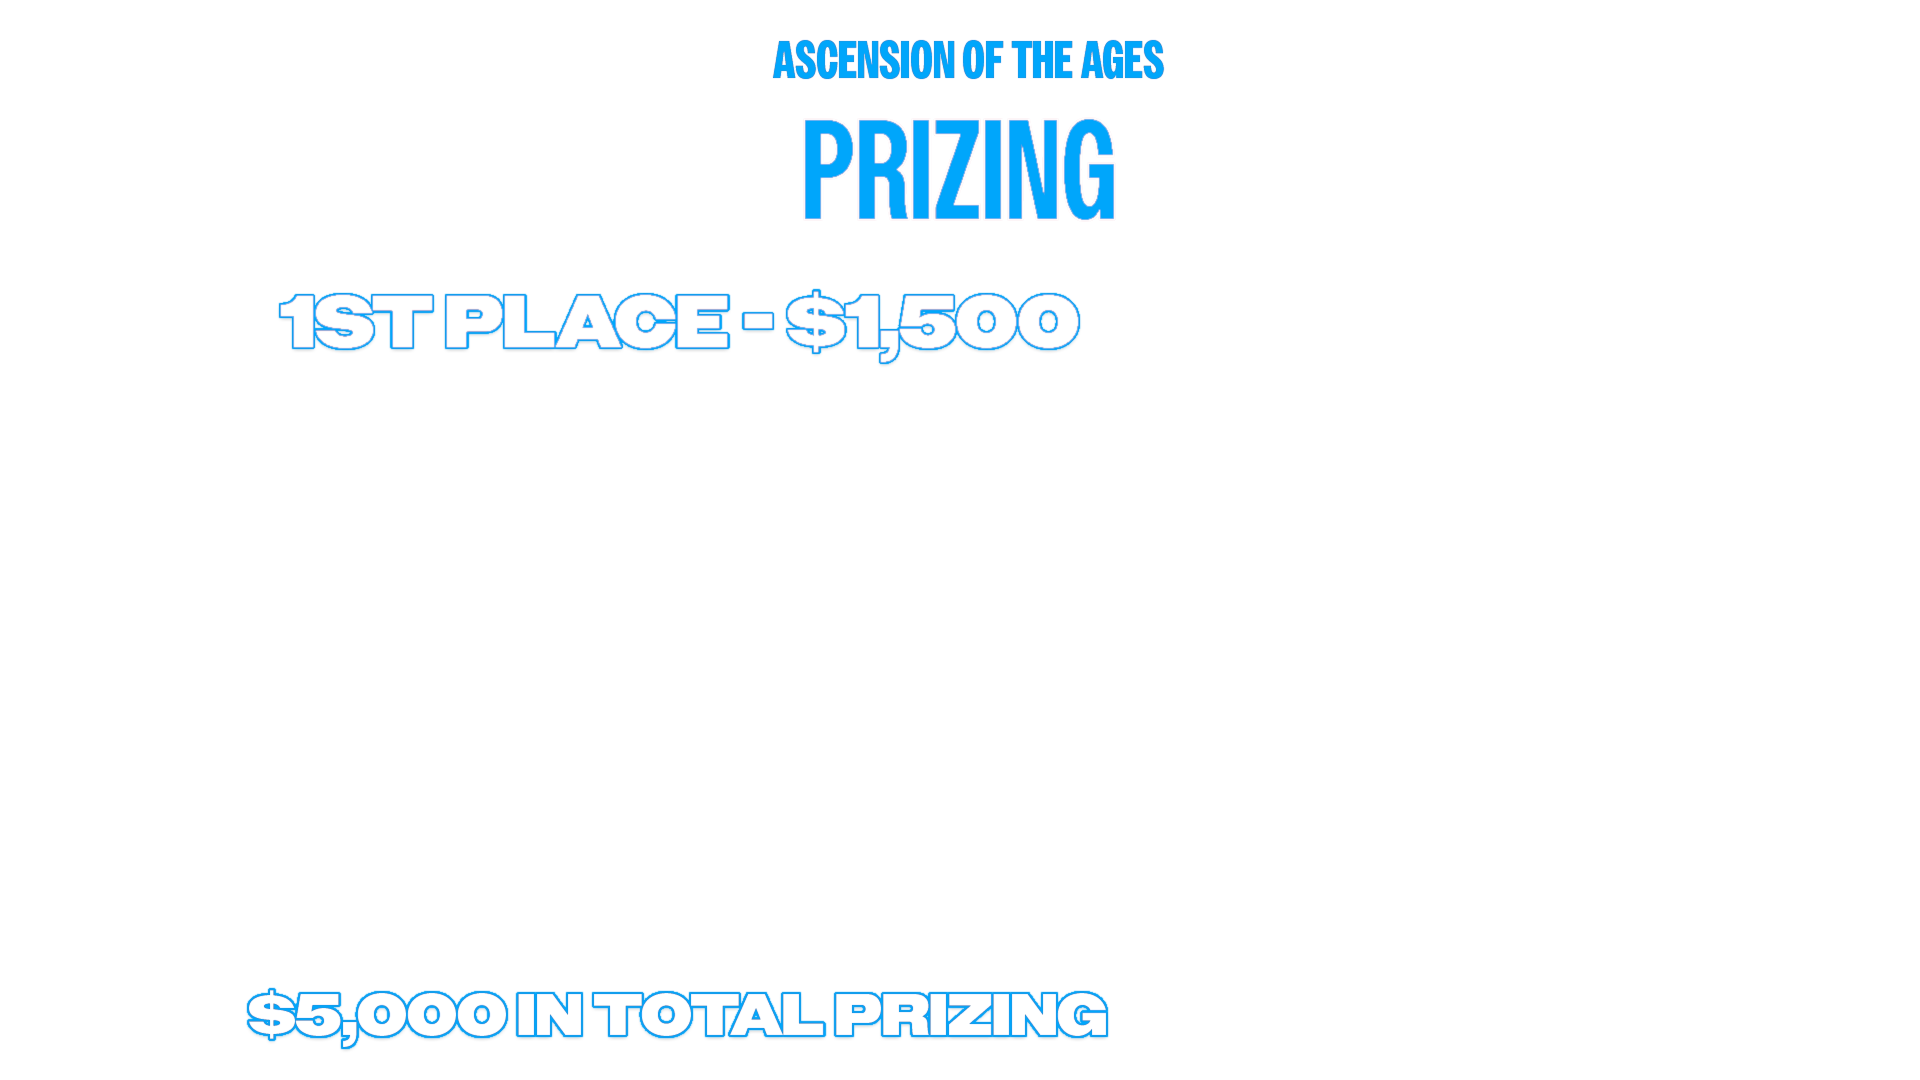 ASCENSION OF THE AGES
PRIZING
1ST PLACE - $1,500
$5,000 IN TOTAL PRIZING